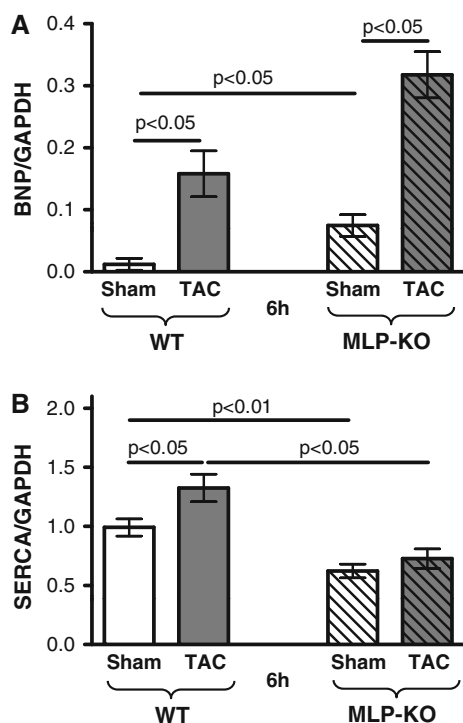 A
BNP/GAPDH
0.4
0.3
0.2
0.1
0.0
p<0.05
p<0.05
p<0.05
Sham TAC Sham TAC
6h
WT MLP-KO
B
SERCA/GAPDH
2.0
1.5
1.0
0.5
0.0
p<0.01
p<0.05 p<0.05
Sham TAC Sham TAC
6h
WT MLP-KO